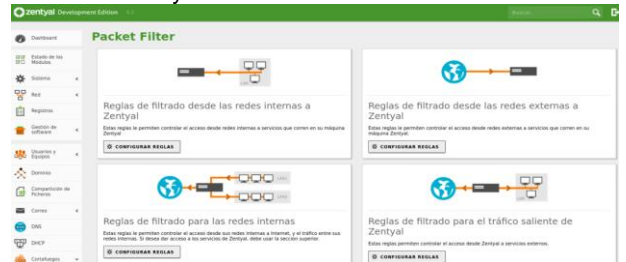 zentyal Development Edition
Buscar
Dashboard
Estado de los
Módulos
Sistema
Red
Registros
Gestión de
software
Usuarios y
Equipos
Dominio
Compartición de
Ficheros
Correo
DNS
DHCP
Cortafuegos
Packet Filter
Reglas de filtrado desde las redes internas a
Zentyal
Estas reglas le permiten controlar el acceso desde redes internas a servicios que corren en su máquina
Zentyal
CONFIGURAR REGLAS
Reglas de filtrado desde las redes externas a
Zentyal
Estas reglas le permiten controlar el acceso desde redes externas a servicios que corren en su
máquina Zentyal.
CONFIGURAR REGLAS
Reglas de filtrado para las redes internas
Estas reglas le permiten controlar el acceso desde sus redes internas a Internet, y el tráfico entre sus
redes internas. Si desea dar acceso a los servicios de Zentyal, debe usar la sección superior.
CONFIGURAR REGLAS
Reglas de filtrado para el tráfico saliente de
Zentyal
Estas reglas permiten controlar el acceso desde Zentyal a servicios externos.
CONFIGURAR REGLAS